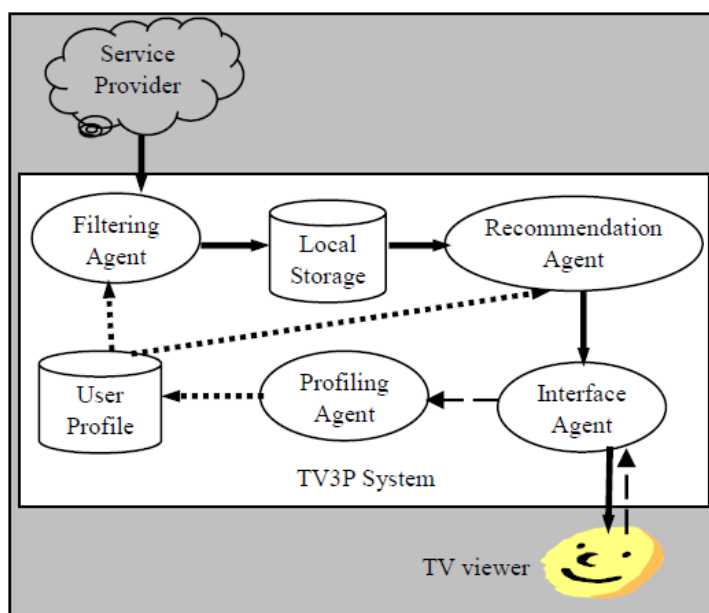 Service
Provider
Filtering
Agent
Local
Storage
Recommendation
Agent
User
Profile
Profiling
Agent
Interface
Agent
TV3P System
TV viewer